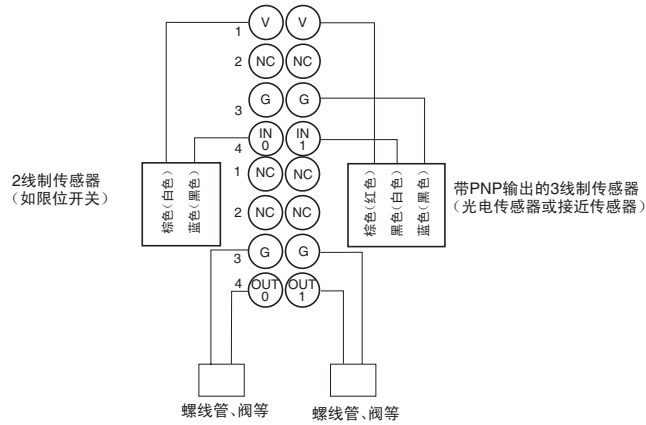 1 V V
2 NC NC
3 G G
4 IN 0 IN 1
1 NC NC
2 NC NC
3 G G
4 OUT 0 OUT 1
2线制传感器
（如限位开关）
棕色（白色）
蓝色（黑色）
棕色（红色）
黑色（白色）
蓝色（黑色）
带PNP输出的3线制传感器
（光电传感器或接近传感器）
螺线管、阀等
螺线管、阀等